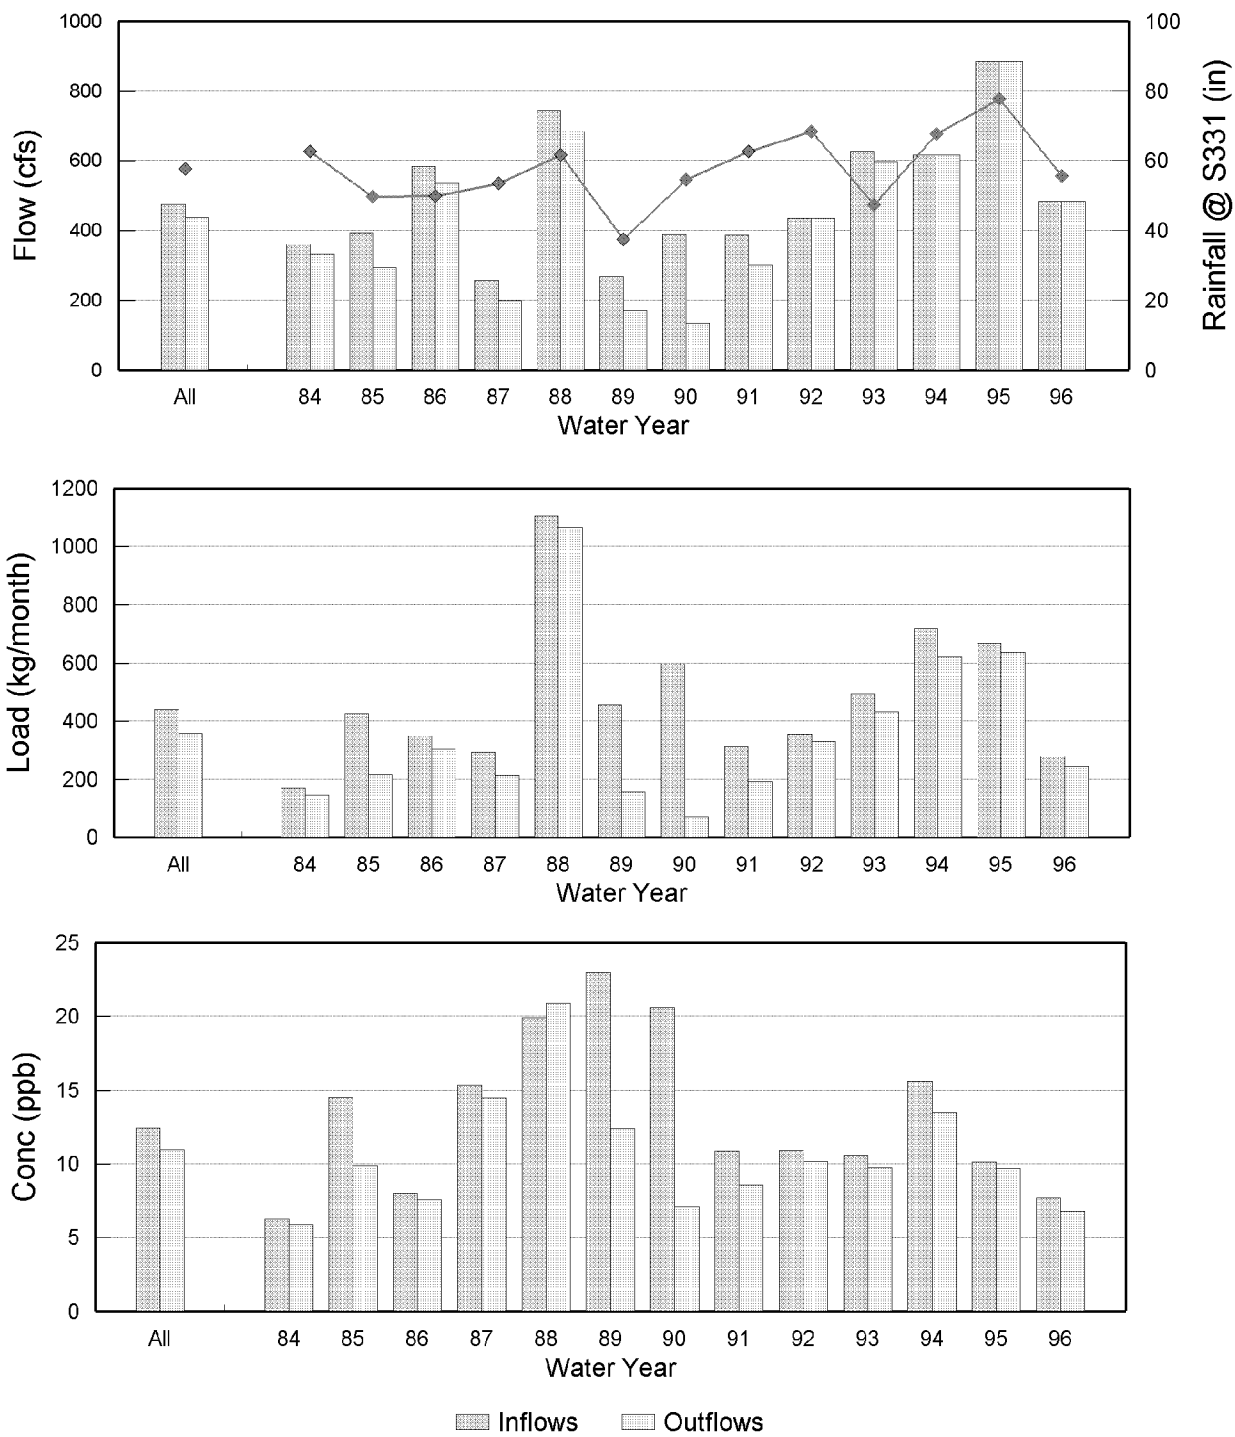 1000
800
600
400
200
0
Flow (cfs)
100
80
60
40
20
0
Rainfall @ S331 (in)
All 84 85 86 87 88 89 90 91 92 93 94 95 96
Water Year
1200
1000
800
600
400
200
0
Load (kg/month)
All 84 85 86 87 88 89 90 91 92 93 94 95 96
Water Year
25
20
15
10
5
0
Conc (ppb)
All 84 85 86 87 88 89 90 91 92 93 94 95 96
Water Year
Inflows Outflows